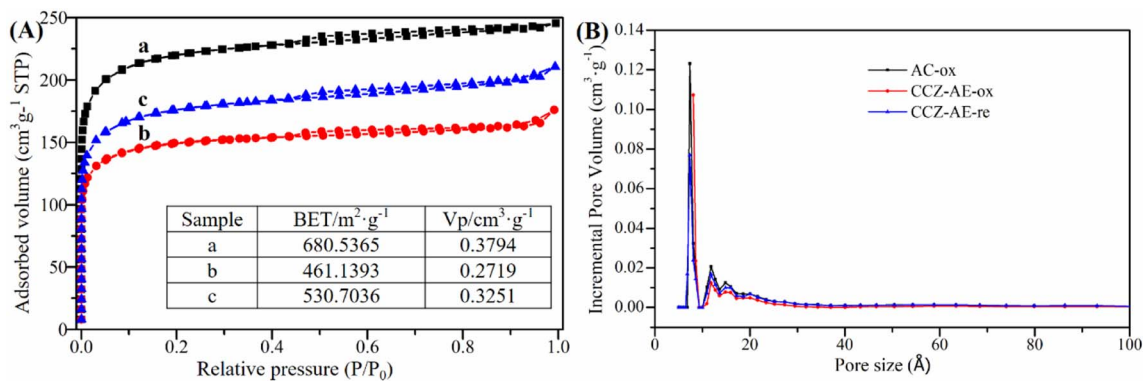 (A)
250
200
150
100
50
0
Adsorbed volume (cm³g-¹ STP)
a
c
b
Sample BET/m²·g⁻¹ Vp/cm³·g⁻¹
a 680.5365 0.3794
b 461.1393 0.2719
c 530.7036 0.3251
0.0 0.2 0.4 0.6 0.8 1.0
Relative pressure (P/P₀)
(B)
0.14
0.12
0.10
0.08
0.06
0.04
0.02
0.00
Incremental Pore Volume (cm³·g⁻¹)
AC-ox
CCZ-AE-ox
CCZ-AE-re
0 20 40 60 80 100
Pore size (Å)